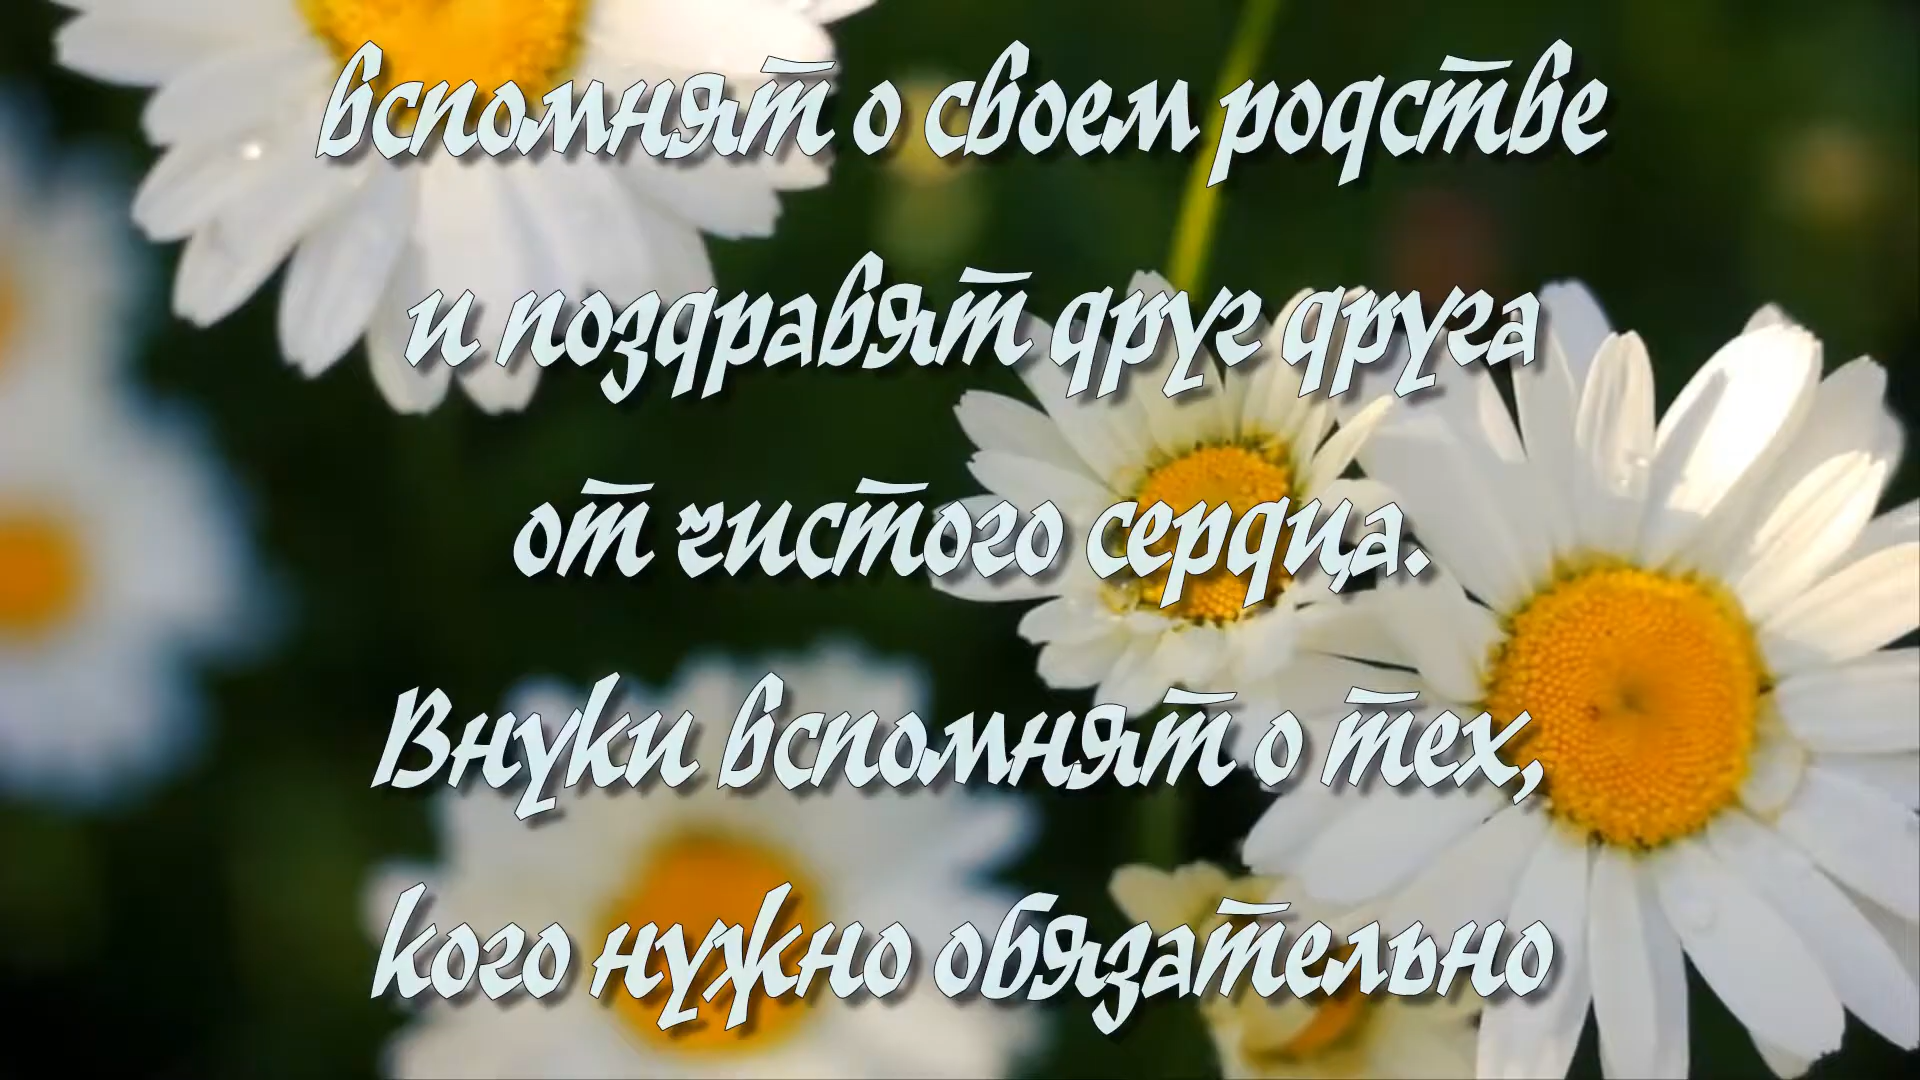 вспомнят о своем родстве
и поздравят друг друга
от чистого сердца.
Внуки вспомнят о тех,
кого нужно обязательно